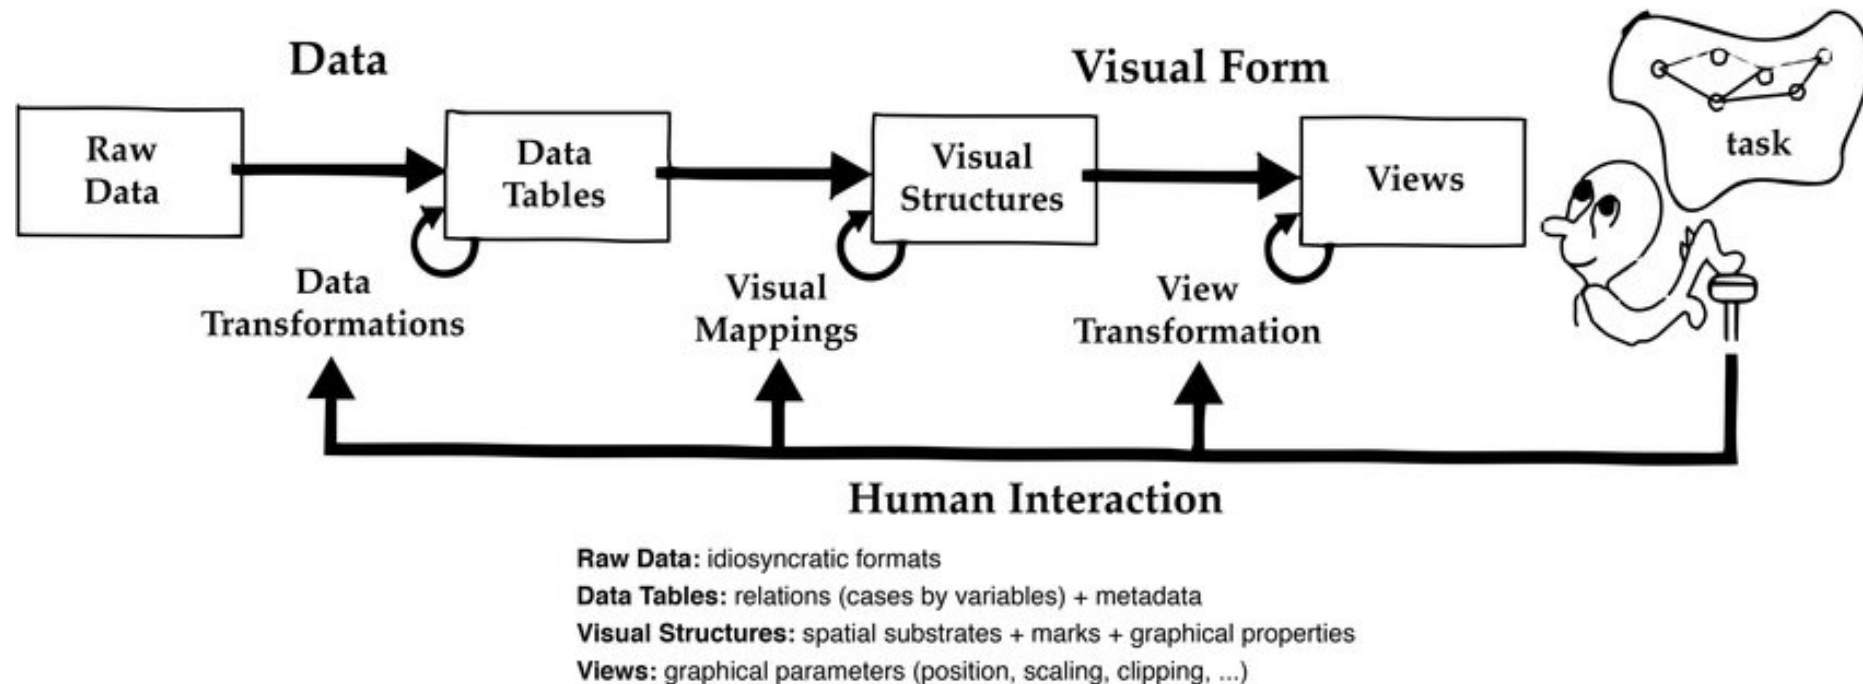 Data
Visual Form
Raw
Data
Data
Tables
Visual
Structures
Views
task
Data
Transformations
Visual
Mappings
View
Transformation
Human Interaction
Raw Data: idiosyncratic formats
Data Tables: relations (cases by variables) + metadata
Visual Structures: spatial substrates + marks + graphical properties
Views: graphical parameters (position, scaling, clipping, ...)